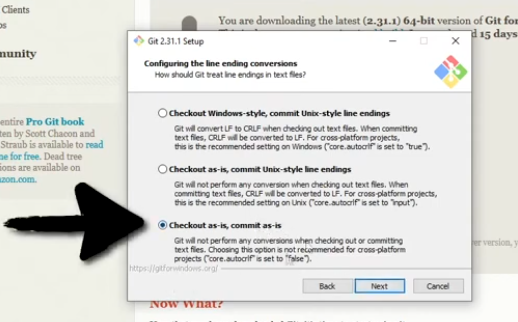 Clients
You are downloading the latest (2.31.1) 64-bit version of Git for
15 days
Git 2.31.1 Setup
Configuring the line ending conversions
How should Git treat line endings in text files?
entire Pro Git book
Scott Chacon and
Straub is available to read
for free. Dead tree
are available on
Checkout Windows-style, commit Unix-style line endings
Git will convert LF to CRLF when checking out text files. When committing
text files, CRLF will be converted to LF. For cross-platform projects,
this is the recommended setting on Windows ("core.autocrlf" is set to "true").
Checkout as-is, commit Unix-style line endings
Git will not perform any conversion when checking out text files. When
committing text files, CRLF will be converted to LF. For cross-platform projects,
this is the recommended setting on Unix ("core.autocrlf" is set to "input").
Checkout as-is, commit as-is
Git will not perform any conversions when checking out or committing
text files. Choosing this option is not recommended for cross-platform
projects ("core.autocrlf" is set to "false").
https://gitforwindows.org/
Back
Next
Cancel
version, y
Now What?